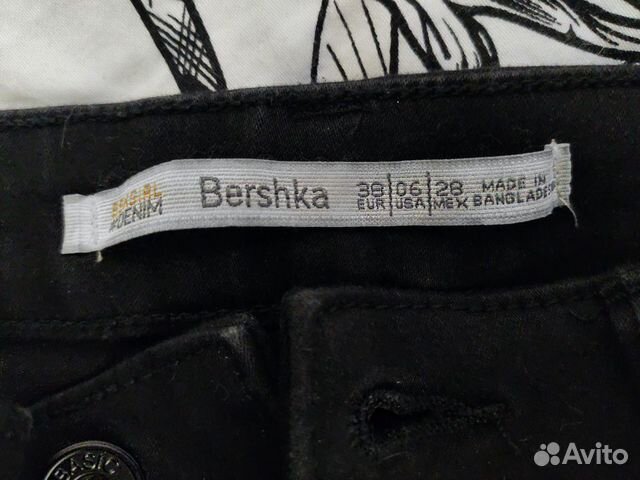 #DENIM
Bershka
38 | 06 | 28
EUR | USA | MEX
MADE IN
BANGLADESH
BASIC
Avito